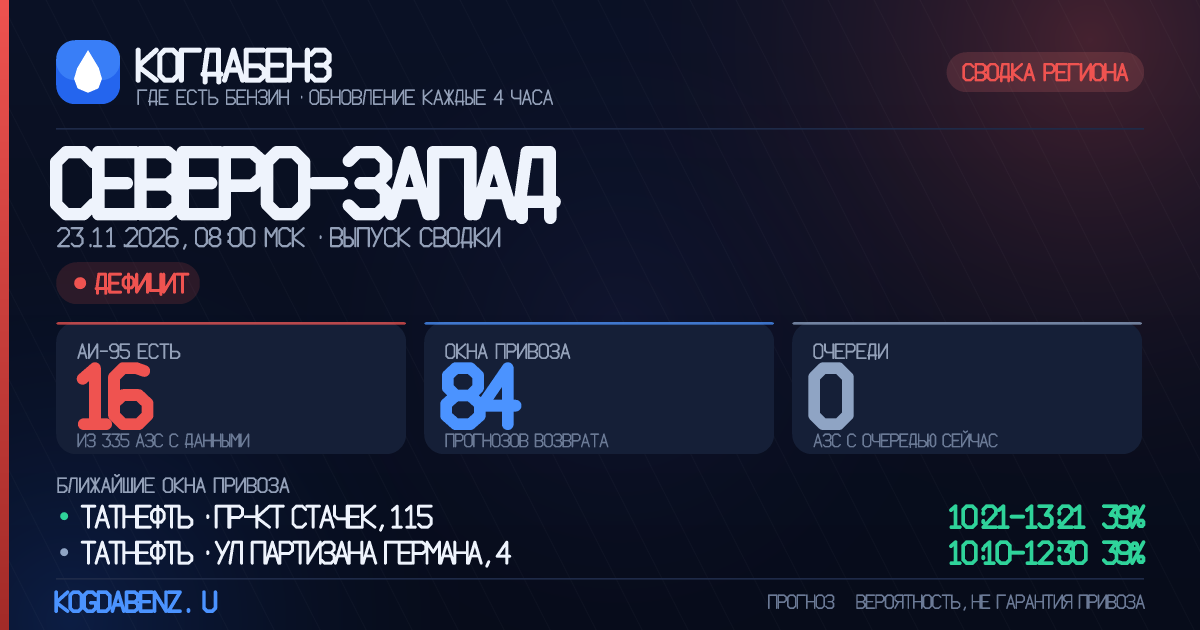 КОГДАБЕНЗ
ГДЕ ЕСТЬ БЕНЗИН · ОБНОВЛЕНИЕ КАЖДЫЕ 4 ЧАСА
СВОДКА РЕГИОНА
СЕВЕРО-ЗАПАД
23.11 2026, 08:00 МСК · ВЫПУСК СВОДКИ
ДЕФИЦИТ
АИ-95 ЕСТЬ
16
ИЗ 335 АЗС С ДАННЫМИ
ОКНА ПРИВОЗА
84
ПРОГНОЗОВ ВОЗВРАТА
ОЧЕРЕДИ
0
АЗС С ОЧЕРЕДЬЮ СЕЙЧАС
БЛИЖАЙШИЕ ОКНА ПРИВОЗА
• ТАТНЕФТЬ · ПР-КТ СТАЧЕК, 115 10:21-13:21 39%
• ТАТНЕФТЬ · УЛ ПАРТИЗАНА ГЕРМАНА, 4 10:10-12:30 39%
KOGDABENZ. U
ПРОГНОЗ ВЕРОЯТНОСТЬ, НЕ ГАРАНТИЯ ПРИВОЗА